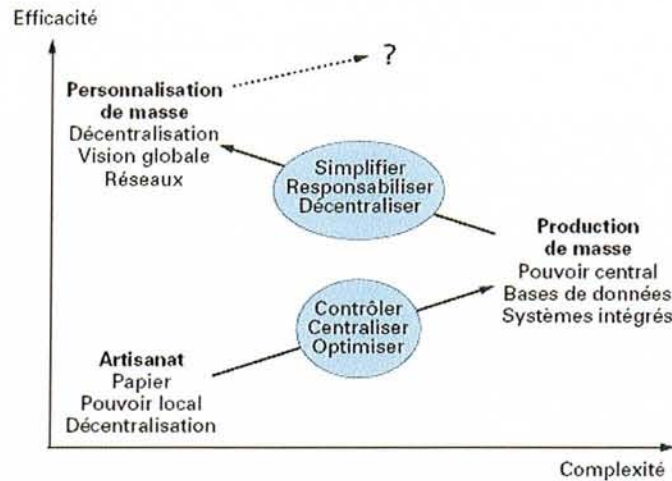 Efficacité
?
Personnalisation
de masse
Décentralisation
Vision globale
Réseaux
Simplifier
Responsabiliser
Décentraliser
Production
de masse
Pouvoir central
Bases de données
Systèmes intégrés
Contrôler
Centraliser
Optimiser
Artisanat
Papier
Pouvoir local
Décentralisation
Complexité